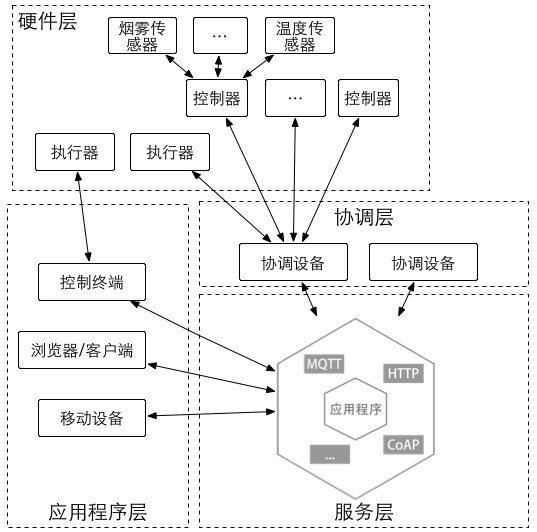 硬件层
烟雾传
感器
...
温度传
感器
控制器
...
控制器
执行器
执行器
协调层
协调设备
协调设备
控制终端
浏览器/客户端
移动设备
MQTT
HTTP
应用程序
CoAP
...
应用程序层
服务层